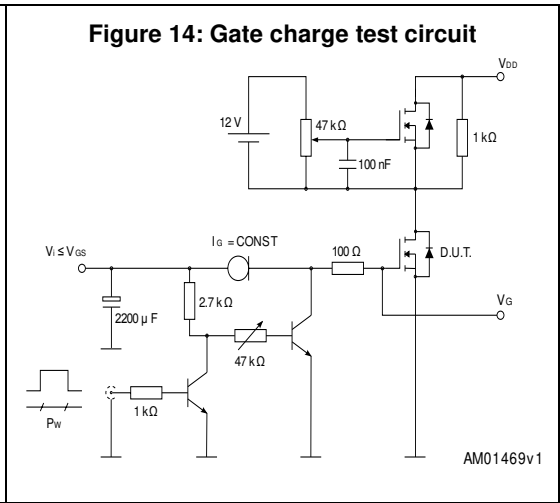 Figure 14: Gate charge test circuit
VDD
12 V
47 kΩ
1 kΩ
100 nF
Vi ≤ VGS
IG = CONST
100 Ω
D.U.T.
2.7 kΩ
2200 μF
VG
47 kΩ
1 kΩ
PW
AM01469v1